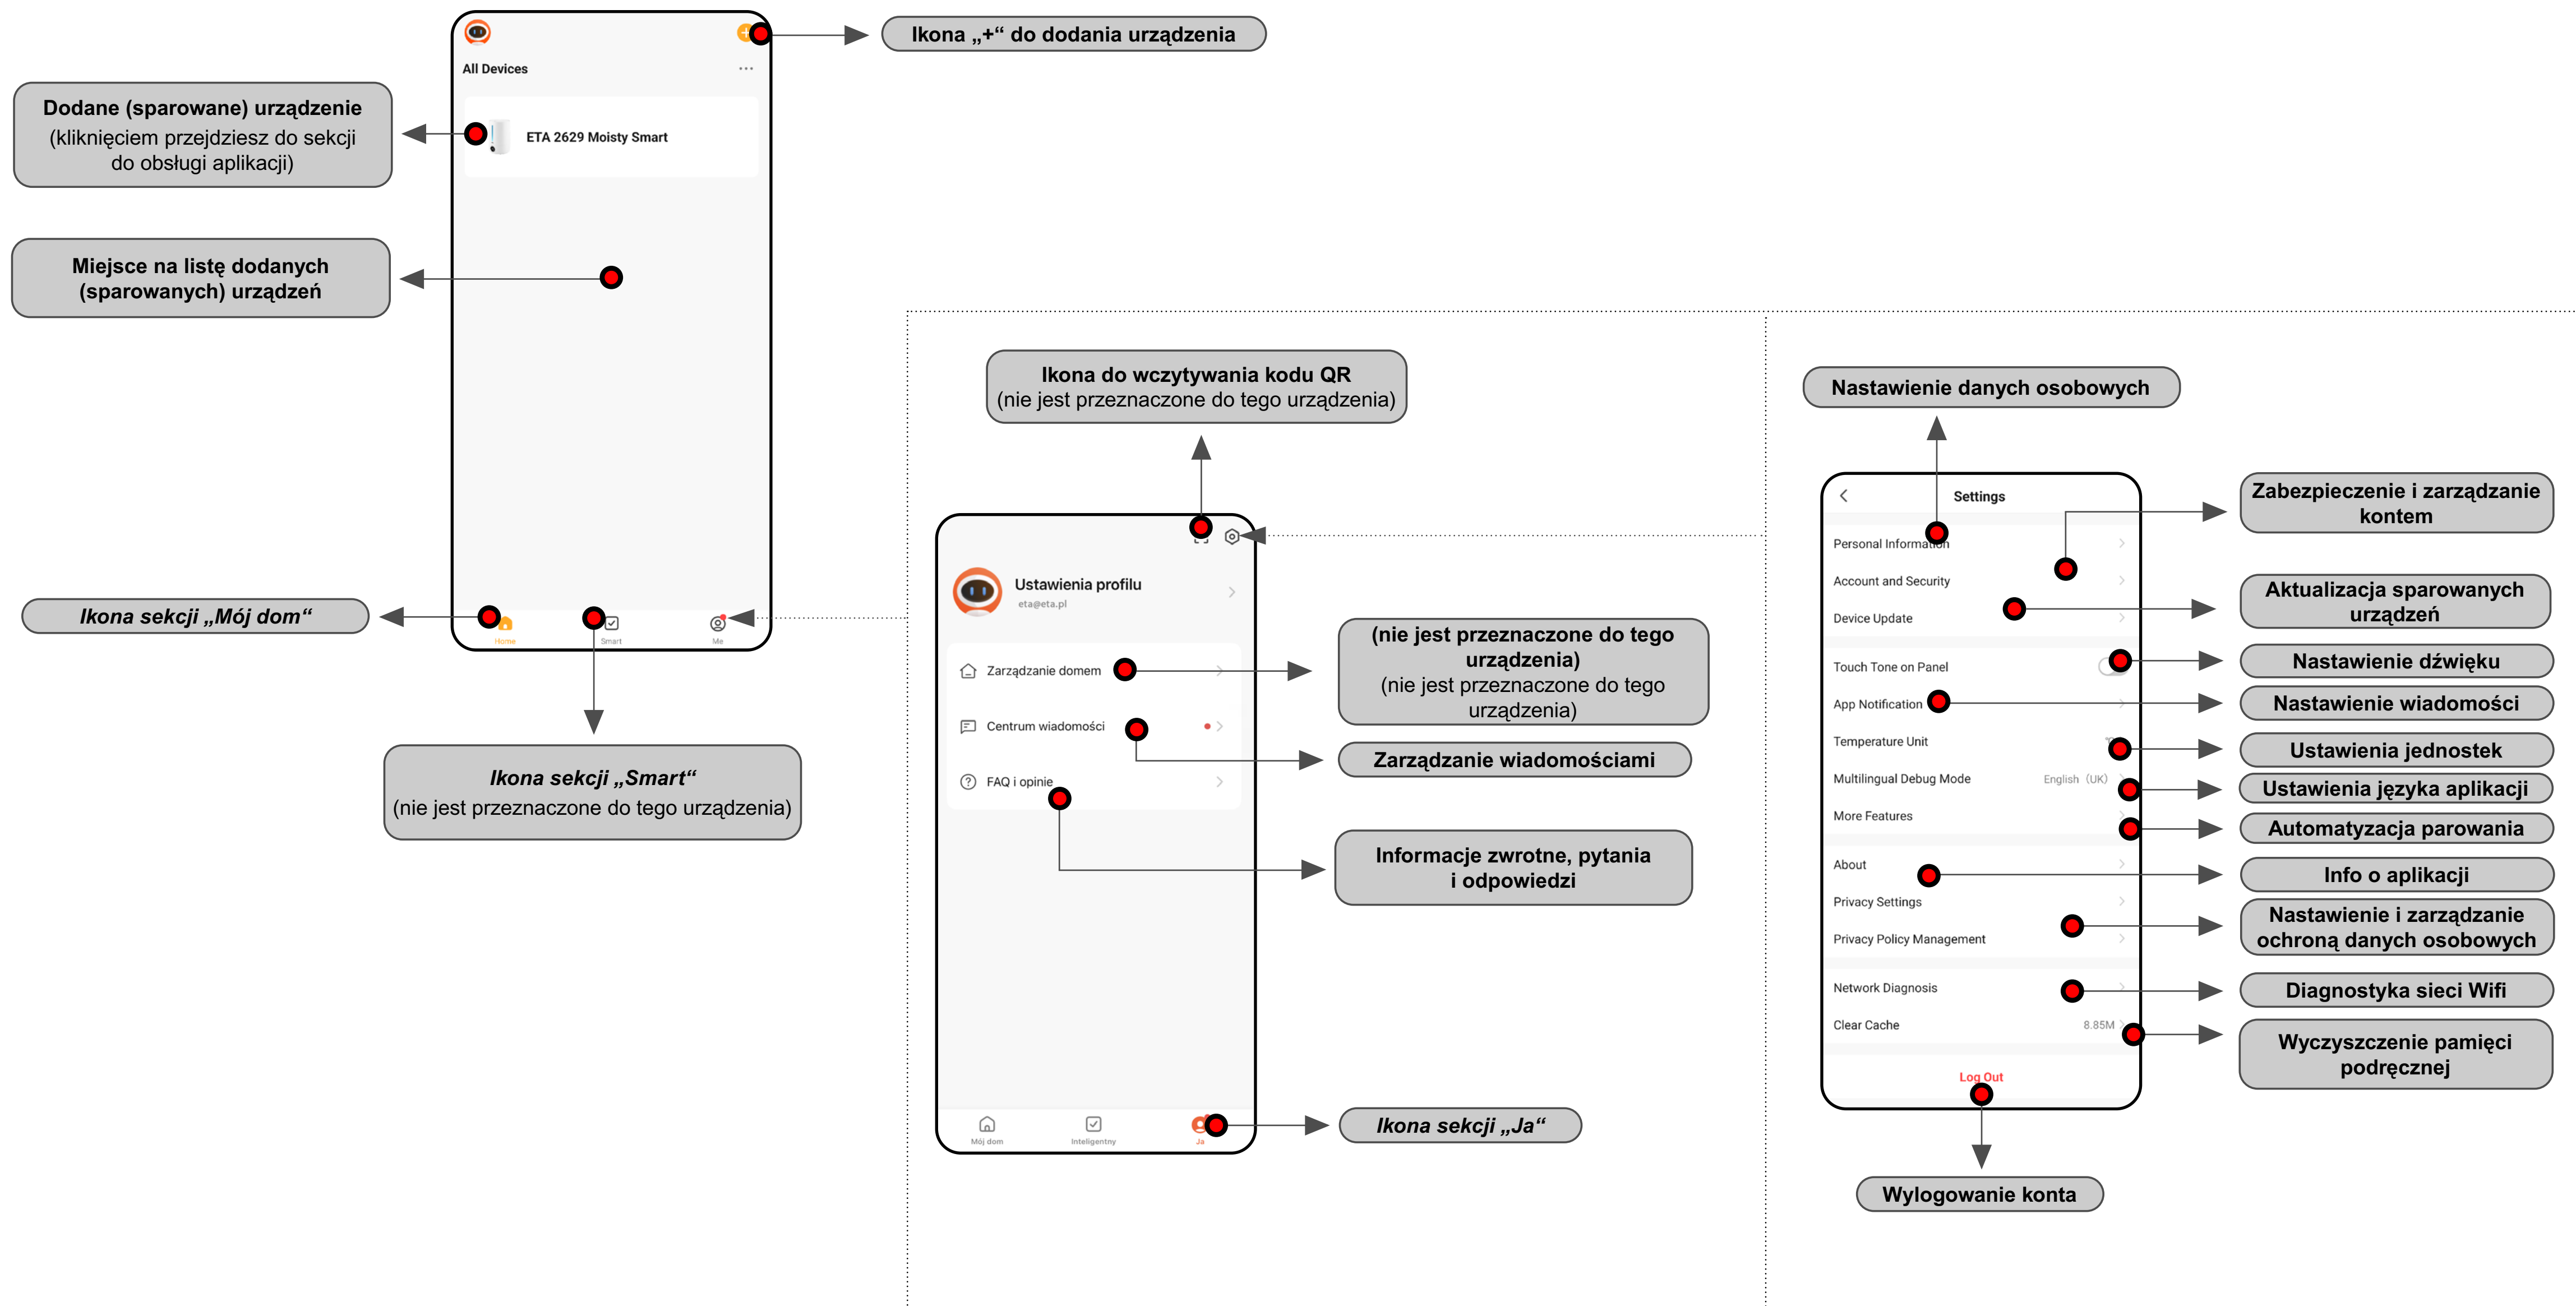 Ikona „+“ do dodania urządzenia
All Devices
Dodane (sparowane) urządzenie
(kliknięciem przejdziesz do sekcji
do obsługi aplikacji)
ETA 2629 Moisty Smart
Miejsce na listę dodanych
(sparowanych) urządzeń
Ikona sekcji „Mój dom“
Home
Smart
Me
Ikona sekcji „Smart“
(nie jest przeznaczone do tego urządzenia)
Ikona do wczytywania kodu QR
(nie jest przeznaczone do tego urządzenia)
Ustawienia profilu
eta@eta.pl
Zarządzanie domem
(nie jest przeznaczone do tego
urządzenia)
(nie jest przeznaczone do tego
urządzenia)
Centrum wiadomości
Zarządzanie wiadomościami
FAQ i opinie
Informacje zwrotne, pytania
i odpowiedzi
Mój dom
Inteligentny
Ja
Ikona sekcji „Ja“
Nastawienie danych osobowych
Settings
Personal Information
Account and Security
Device Update
Touch Tone on Panel
App Notification
Temperature Unit
Multilingual Debug Mode
English (UK)
More Features
About
Privacy Settings
Privacy Policy Management
Network Diagnosis
Clear Cache
8.85M
Log Out
Zabezpieczenie i zarządzanie
kontem
Aktualizacja sparowanych
urządzeń
Nastawienie dźwięku
Nastawienie wiadomości
Ustawienia jednostek
Ustawienia języka aplikacji
Automatyzacja parowania
Info o aplikacji
Nastawienie i zarządzanie
ochroną danych osobowych
Diagnostyka sieci Wifi
Wyczyszczenie pamięci
podręcznej
Wylogowanie konta